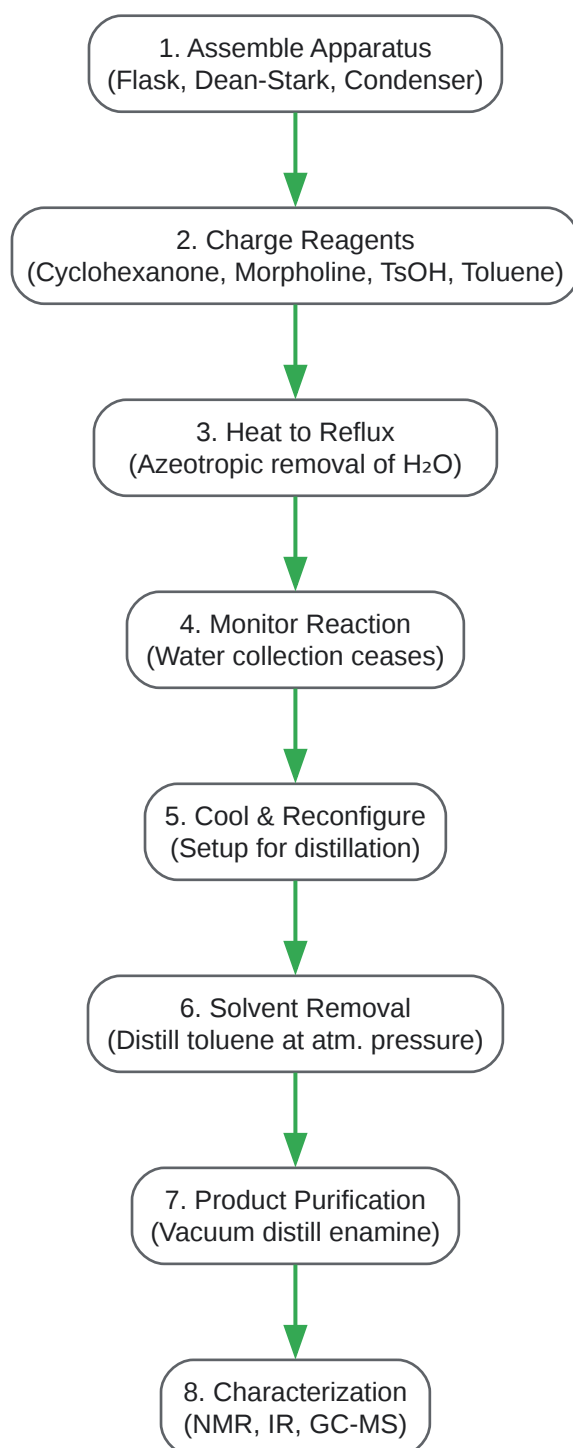 1. Assemble Apparatus
(Flask, Dean-Stark, Condenser)
2. Charge Reagents
(Cyclohexanone, Morpholine, TsOH, Toluene)
3. Heat to Reflux
(Azeotropic removal of H₂O)
4. Monitor Reaction
(Water collection ceases)
5. Cool & Reconfigure
(Setup for distillation)
6. Solvent Removal
(Distill toluene at atm. pressure)
7. Product Purification
(Vacuum distill enamine)
8. Characterization
(NMR, IR, GC-MS)